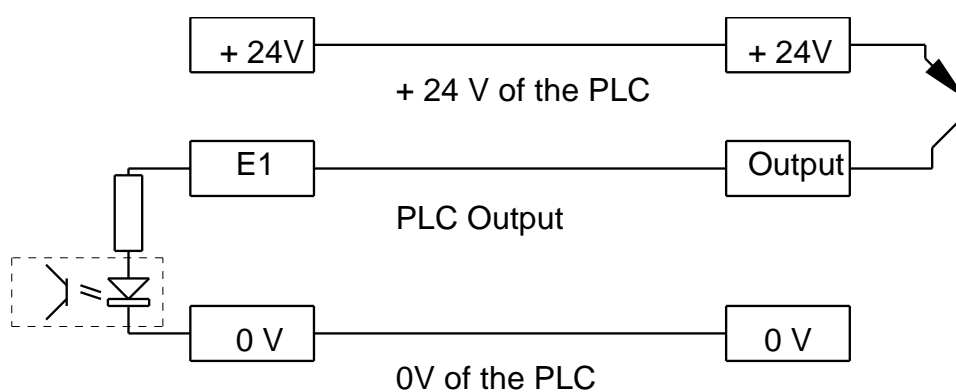 + 24V + 24V
+ 24 V of the PLC
E1 Output
PLC Output
0 V 0 V
0V of the PLC